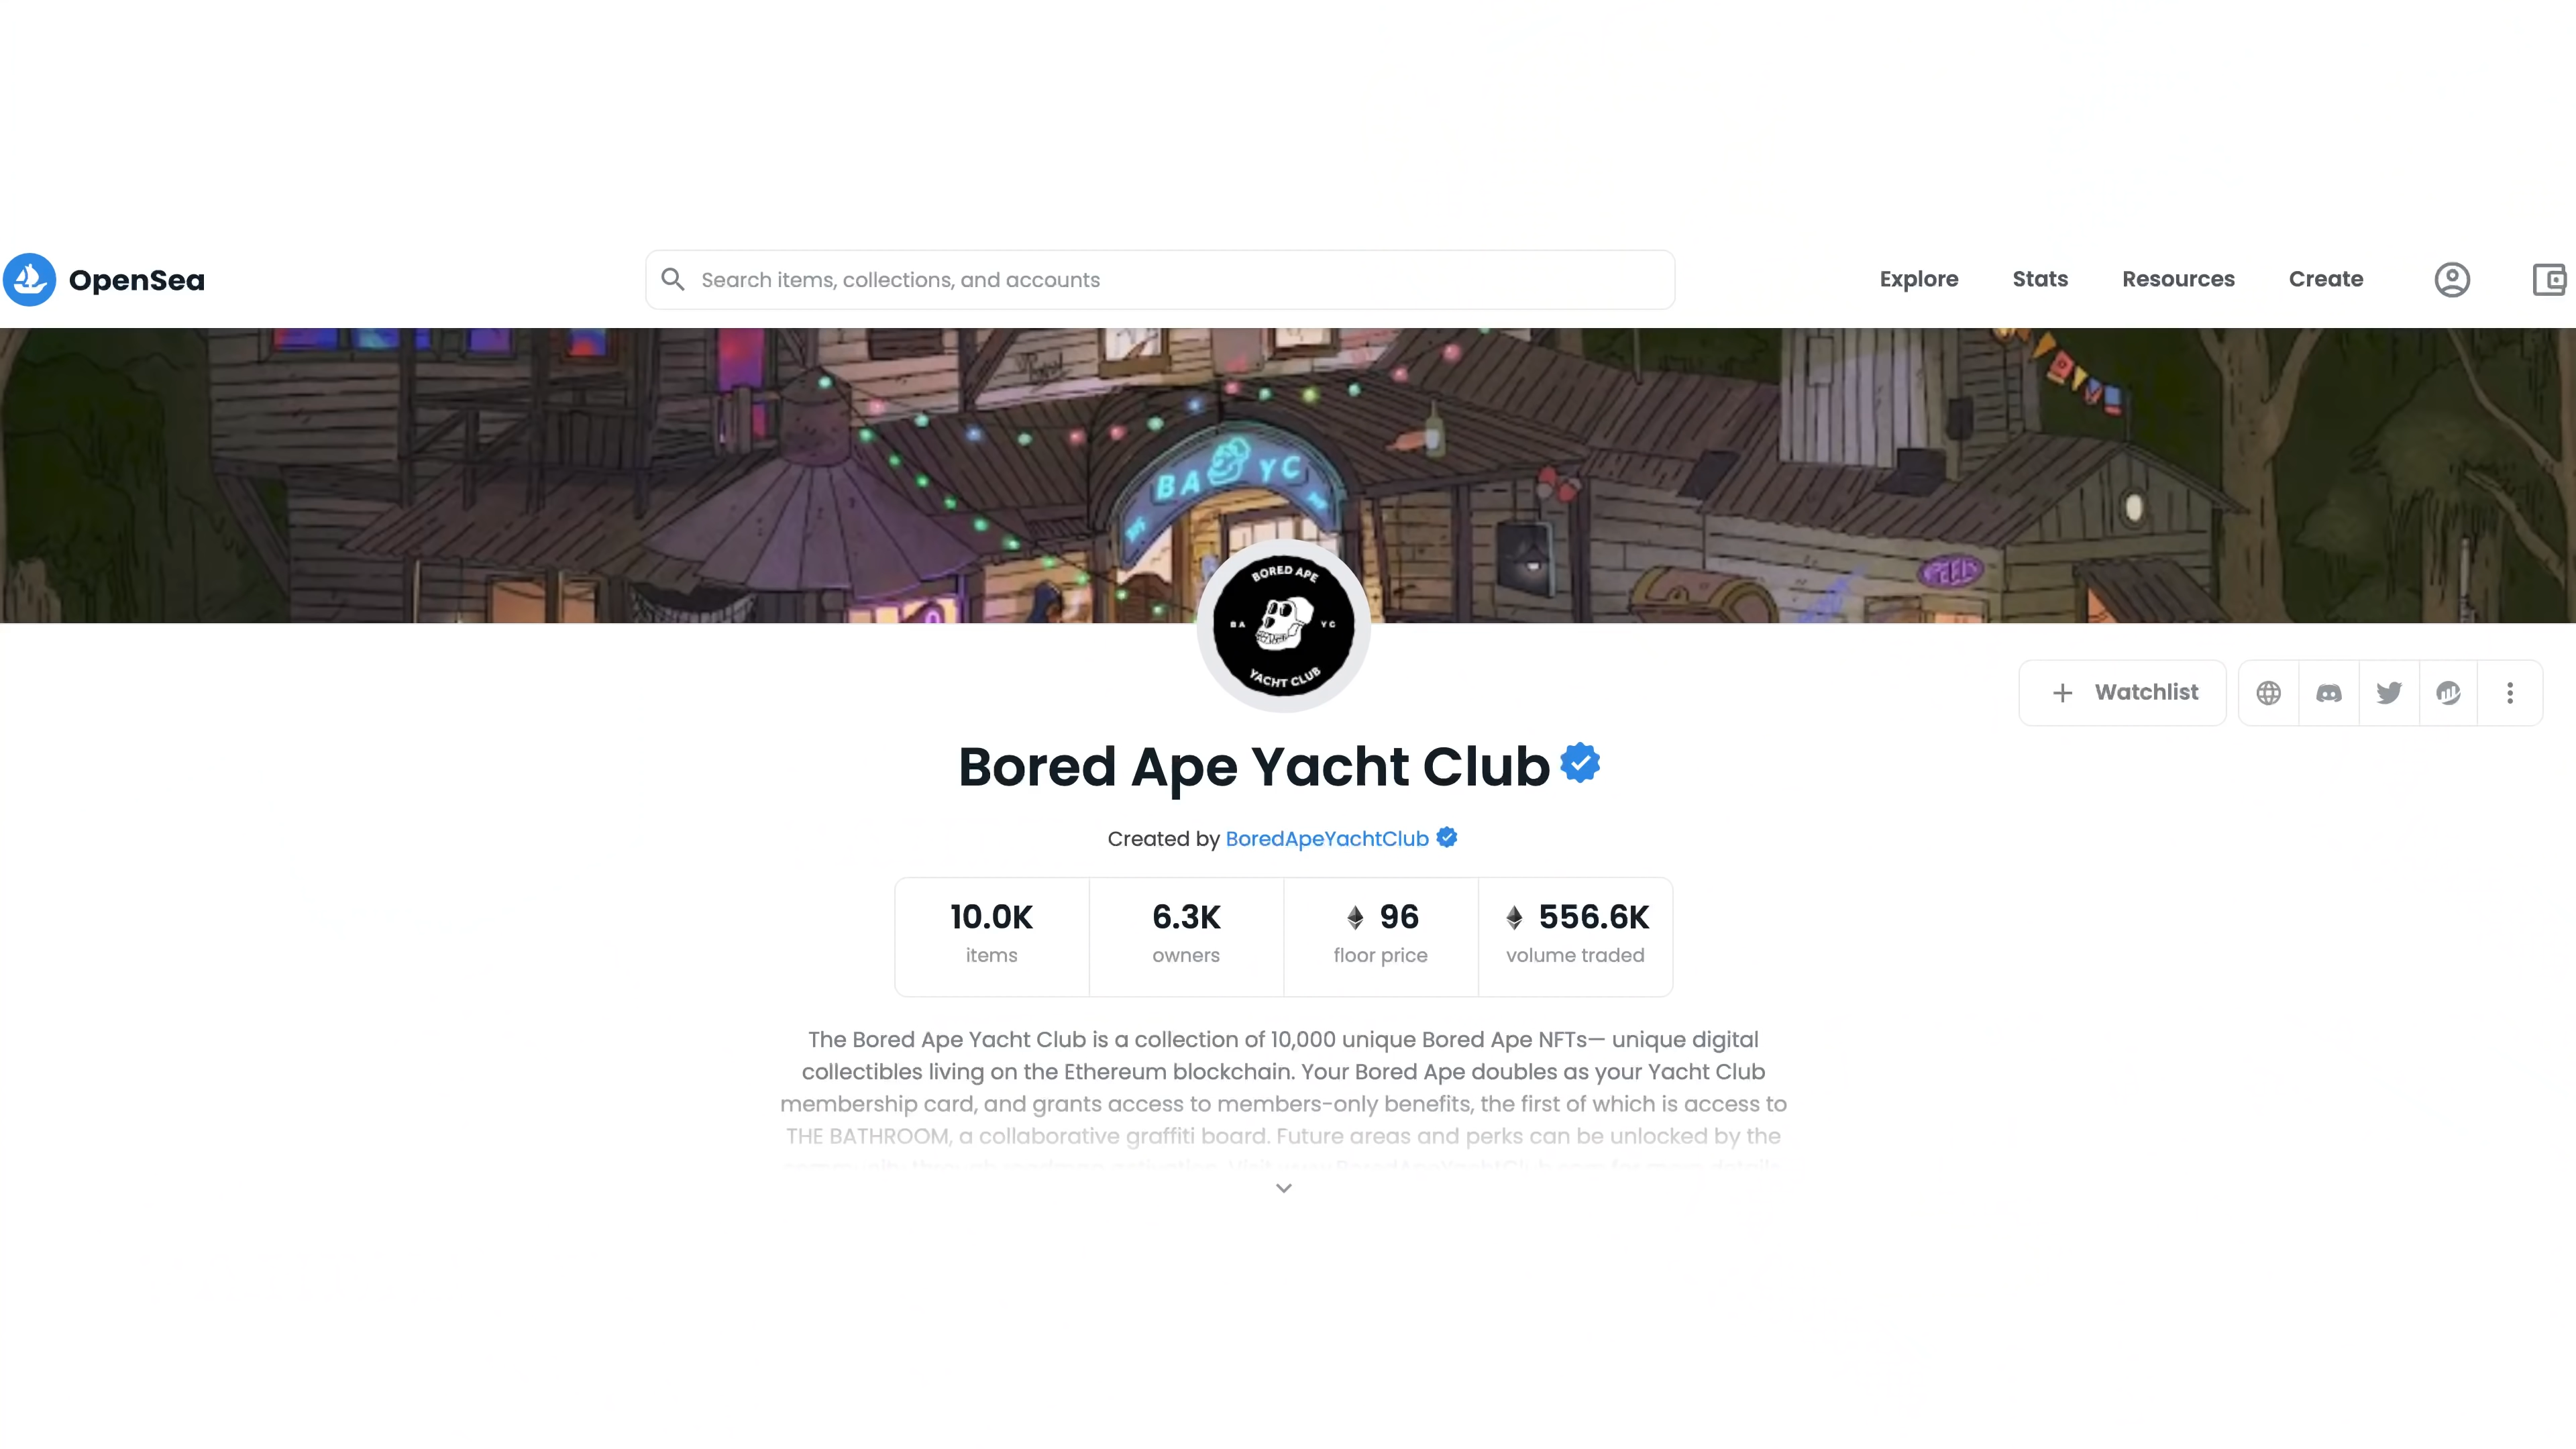 OpenSea
Search items, collections, and accounts
Explore
Stats
Resources
Create
BA YC
BORED APE
BA YC
YACHT CLUB
Watchlist
Bored Ape Yacht Club
Created by BoredApeYachtClub
10.0K
items
6.3K
owners
96
floor price
556.6K
volume traded
The Bored Ape Yacht Club is a collection of 10,000 unique Bored Ape NFTs— unique digital
collectibles living on the Ethereum blockchain. Your Bored Ape doubles as your Yacht Club
membership card, and grants access to members-only benefits, the first of which is access to
THE BATHROOM, a collaborative graffiti board. Future areas and perks can be unlocked by the